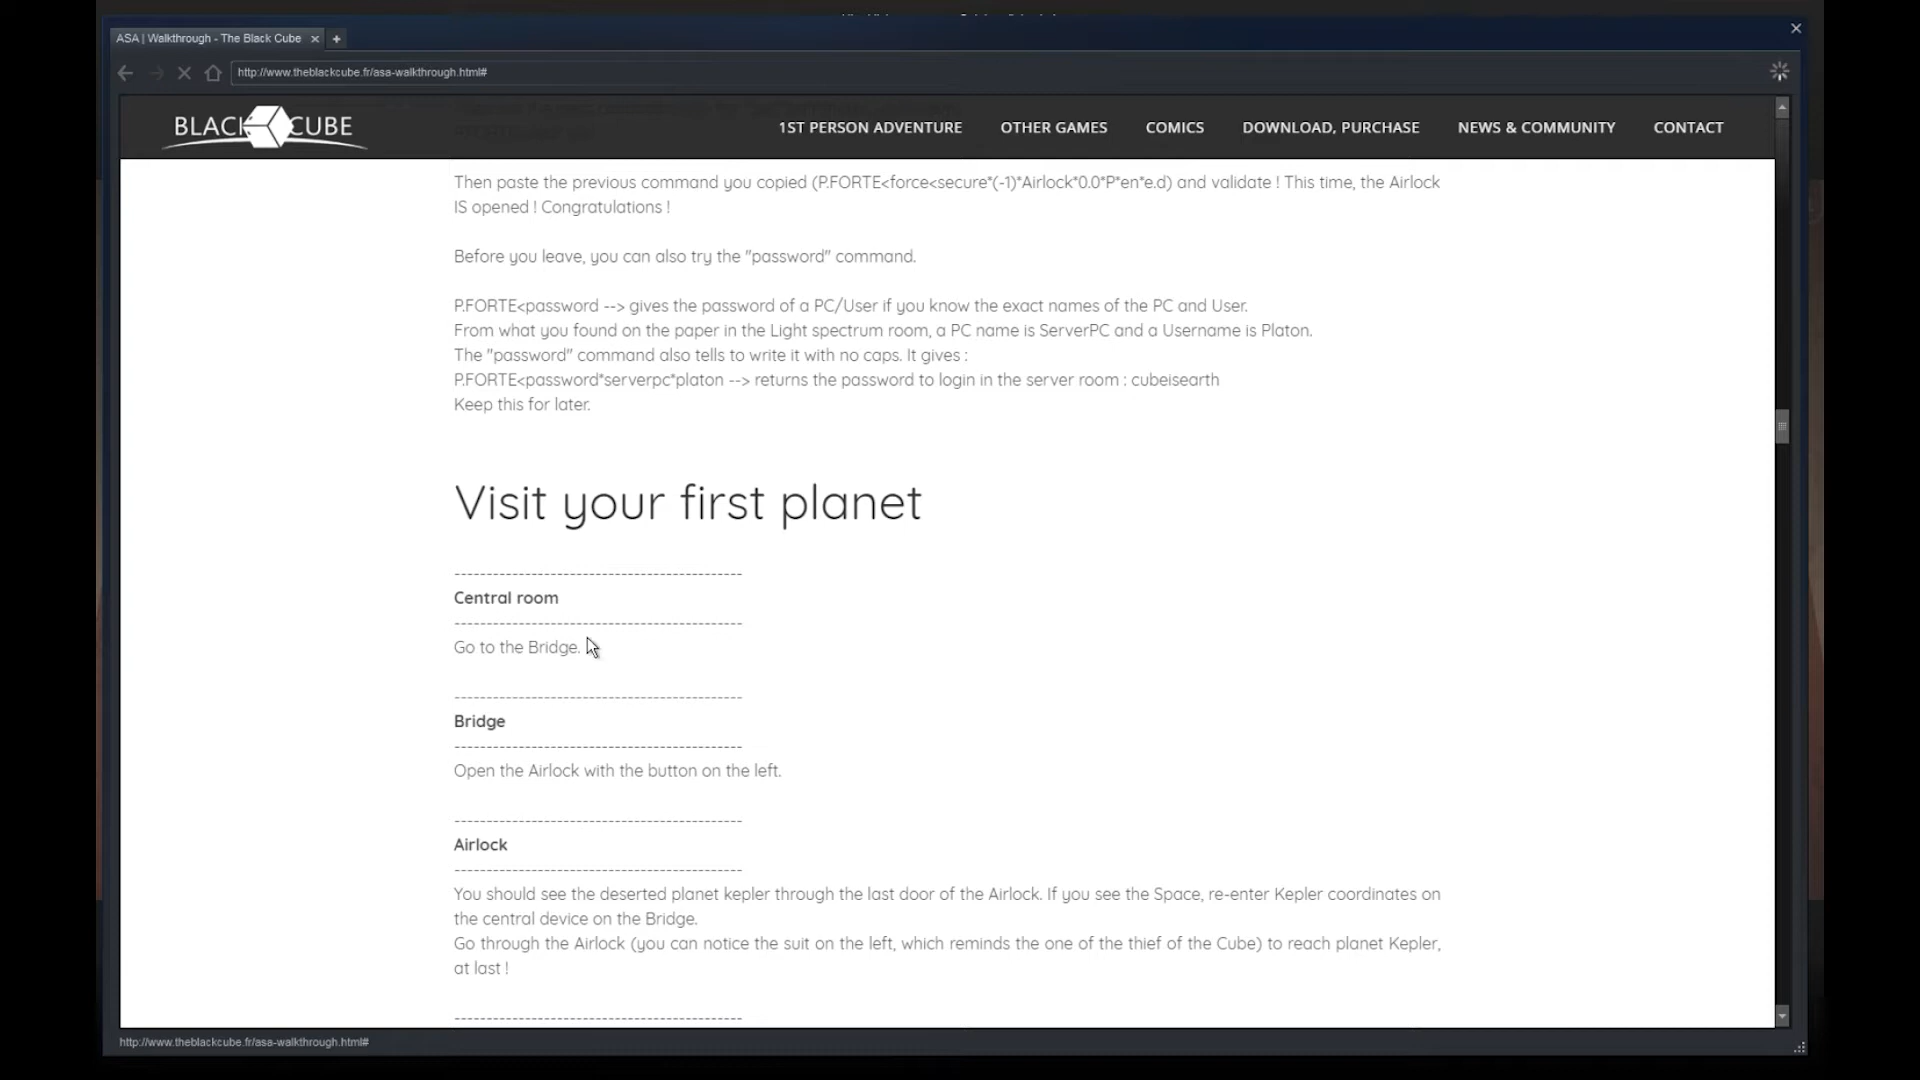 ASA | Walkthrough - The Black Cube
http://www.theblackcube.fr/asa-walkthrough.html#
BLACK CUBE
1ST PERSON ADVENTURE
OTHER GAMES
COMICS
DOWNLOAD, PURCHASE
NEWS & COMMUNITY
CONTACT
Then paste the previous command you copied (P.FORTE<force<secure*(-1)*Airlock*0.0*P*en*e.d) and validate ! This time, the Airlock
IS opened ! Congratulations !
Before you leave, you can also try the "password" command.
P.FORTE<password --> gives the password of a PC/User if you know the exact names of the PC and User.
From what you found on the paper in the Light spectrum room, a PC name is ServerPC and a Username is Platon.
The "password" command also tells to write it with no caps. It gives :
P.FORTE<password*serverpc*platon --> returns the password to login in the server room : cubeisearth
Keep this for later.
Visit your first planet
------------------------------------------
Central room
------------------------------------------
Go to the Bridge.
------------------------------------------
Bridge
------------------------------------------
Open the Airlock with the button on the left.
------------------------------------------
Airlock
------------------------------------------
You should see the deserted planet kepler through the last door of the Airlock. If you see the Space, re-enter Kepler coordinates on
the central device on the Bridge.
Go through the Airlock (you can notice the suit on the left, which reminds the one of the thief of the Cube) to reach planet Kepler,
at last !
------------------------------------------
http://www.theblackcube.fr/asa-walkthrough.html#